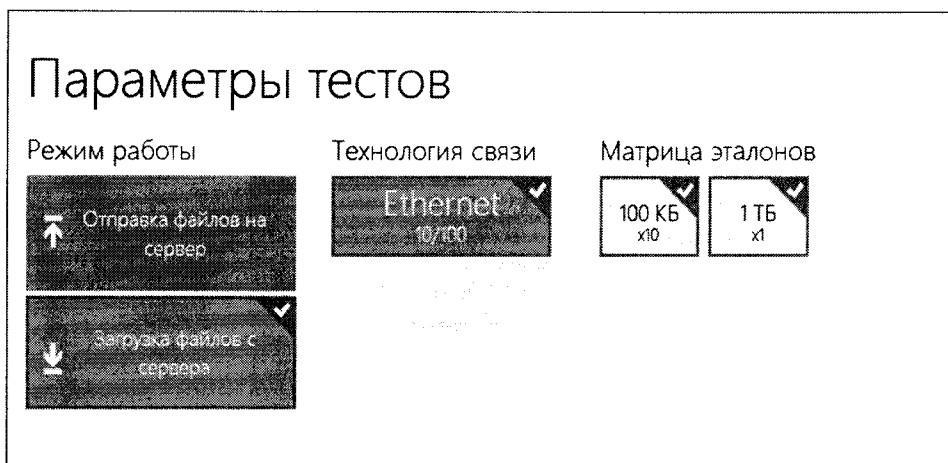 Параметры тестов
Режим работы
Отправка файлов на
сервер
Загрузка файлов с
сервера
Технология связи
Ethernet
10/100
Матрица эталонов
100 КБ
x10
1 ТБ
x1